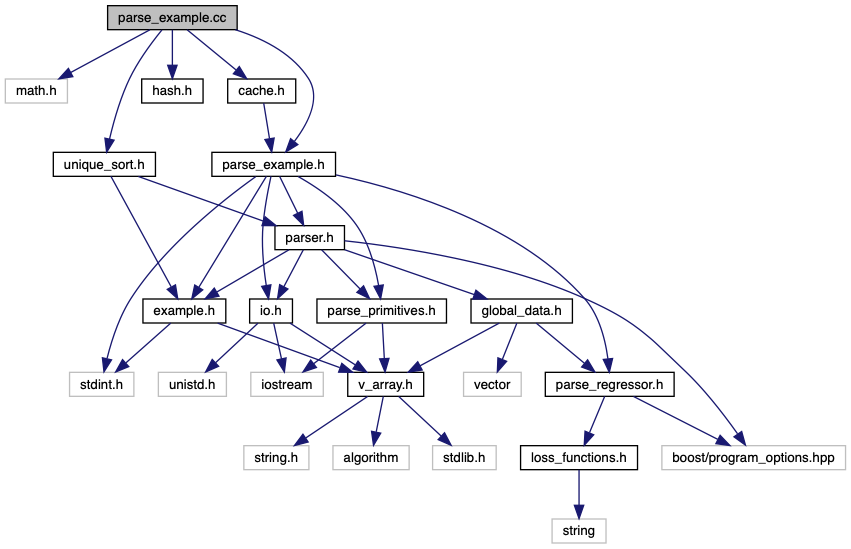 parse_example.cc
math.h
hash.h
cache.h
unique_sort.h
parse_example.h
parser.h
example.h
io.h
parse_primitives.h
global_data.h
stdint.h
unistd.h
iostream
v_array.h
vector
parse_regressor.h
string.h
algorithm
stdlib.h
loss_functions.h
boost/program_options.hpp
string